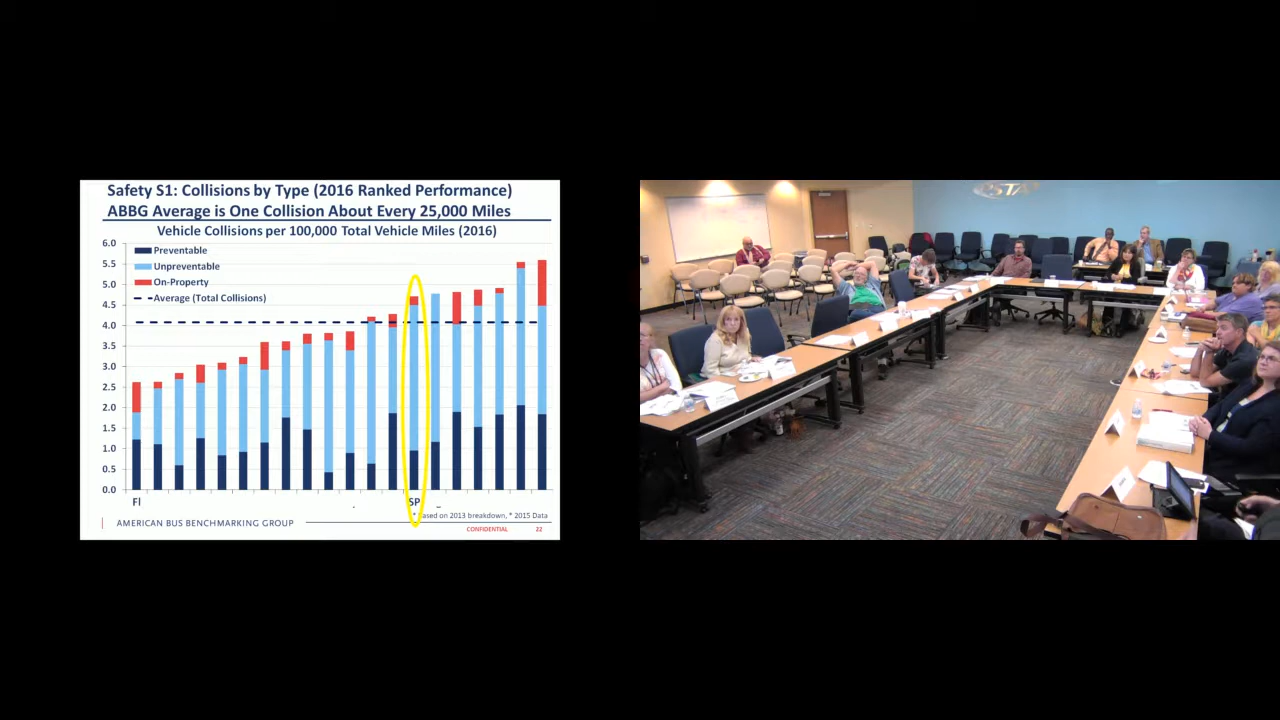 Safety S1: Collisions by Type (2016 Ranked Performance)
ABBG Average is One Collision About Every 25,000 Miles
Vehicle Collisions per 100,000 Total Vehicle Miles (2016)
6.0
5.5
5.0
4.5
4.0
3.5
3.0
2.5
2.0
1.5
1.0
0.5
0.0
Preventable
Unpreventable
On-Property
Average (Total Collisions)
Fl
SP
* Based on 2013 breakdown, * 2015 Data
AMERICAN BUS BENCHMARKING GROUP
CONFIDENTIAL
22
PSTA